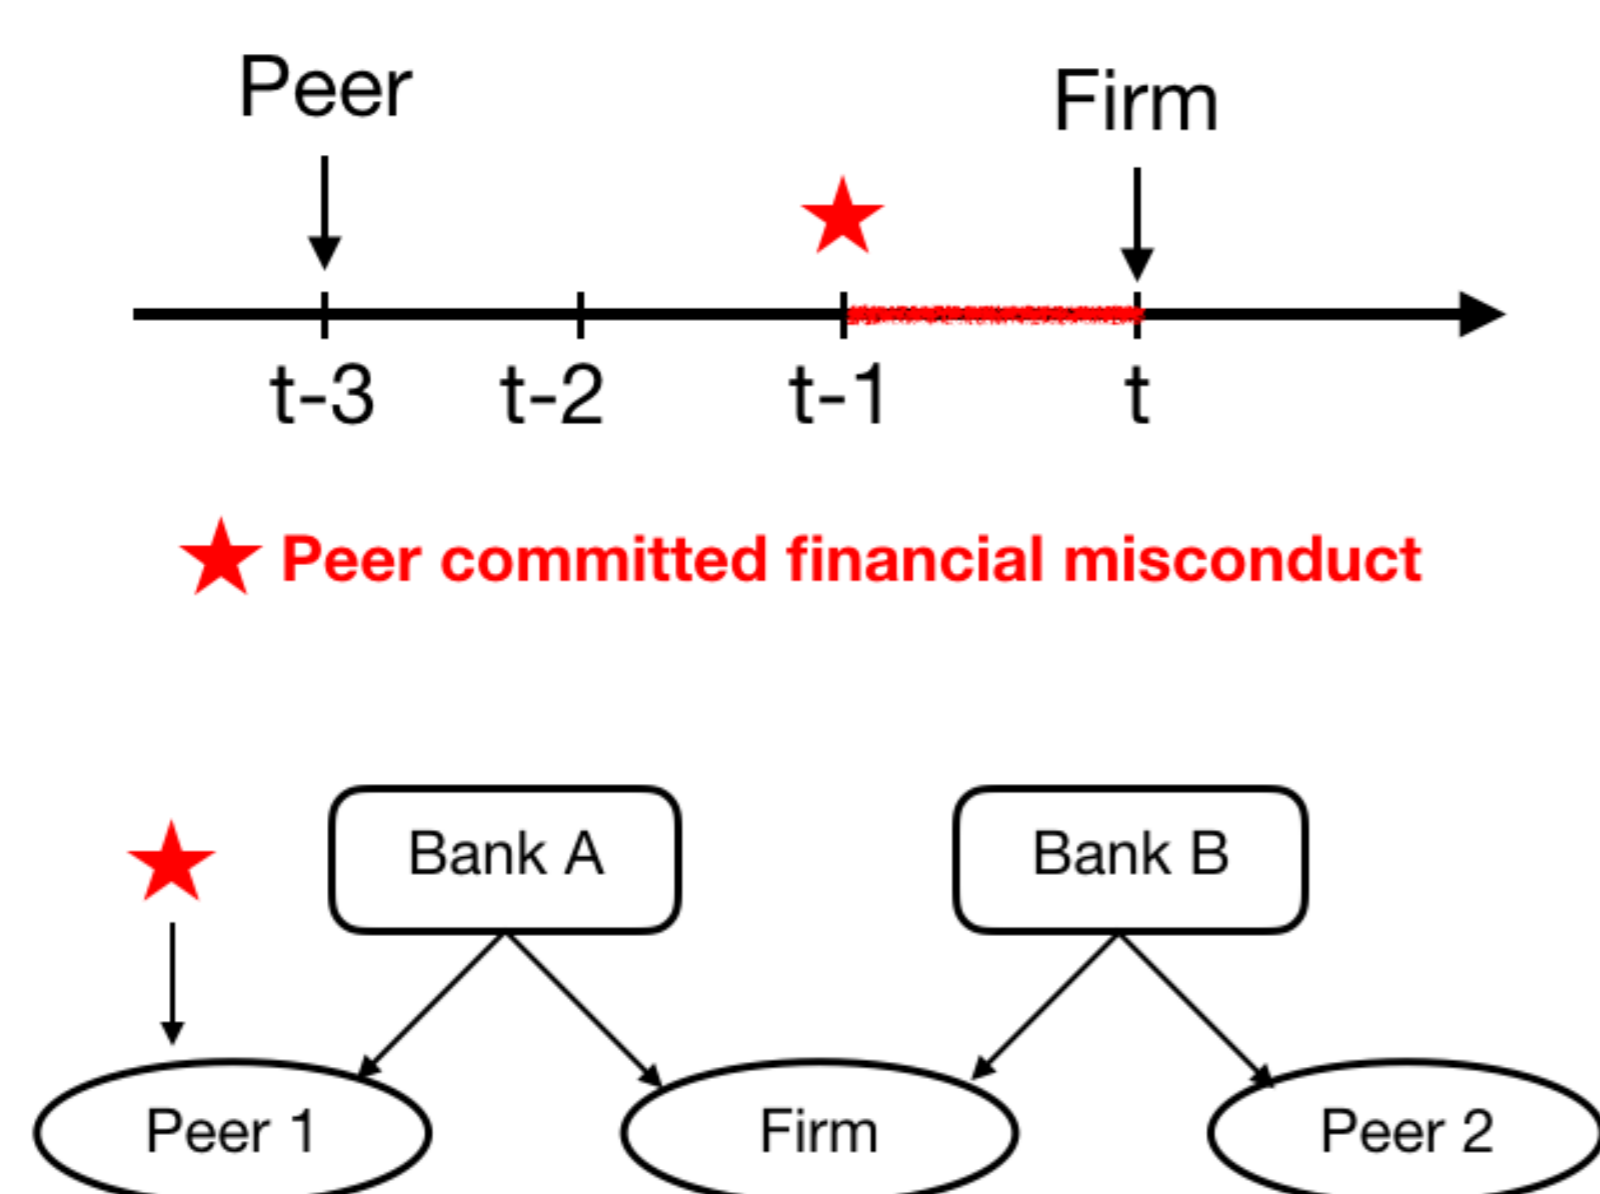 Peer
Firm
t-3
t-2
t-1
t
Peer committed financial misconduct
Bank A
Bank B
Peer 1
Firm
Peer 2